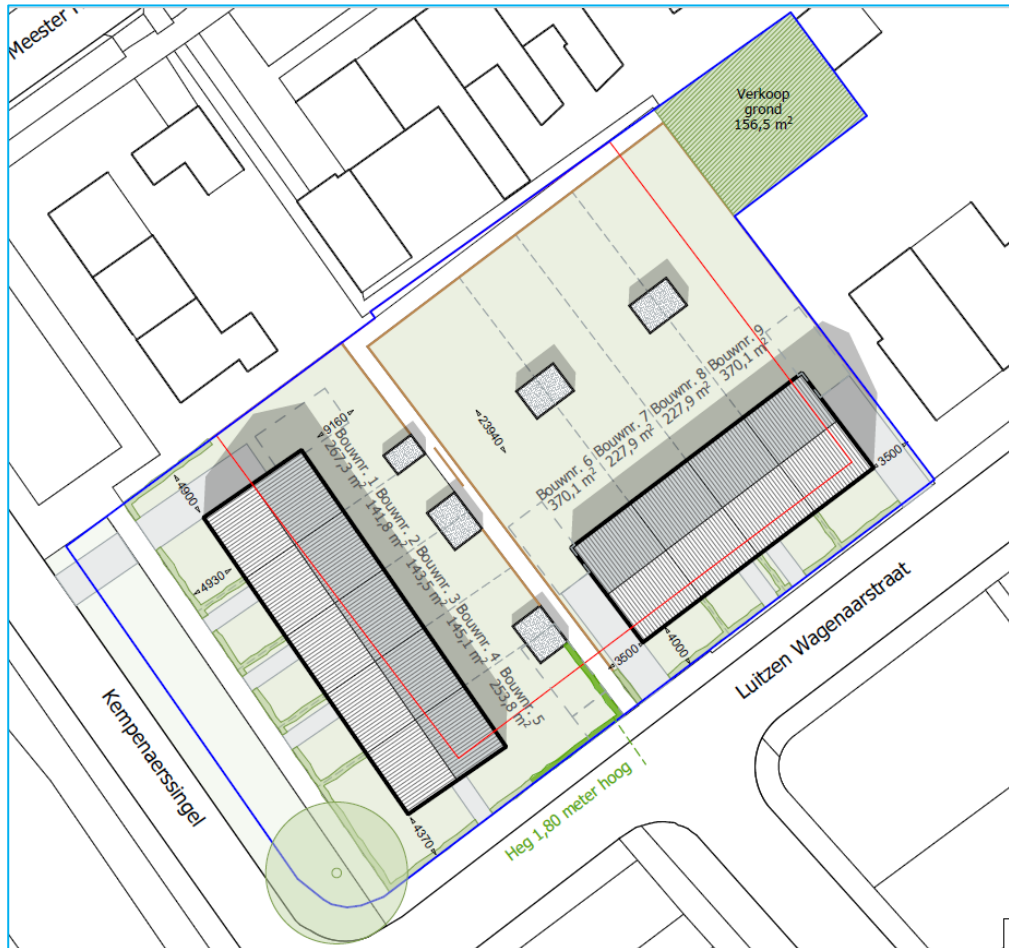 Meester
Verkoop
grond
156,5 m²
Bouwnr. 6 | Bouwnr. 7 | Bouwnr. 8 | Bouwnr. 9
370,1 m² | 227,9 m² | 227,9 m² | 370,1 m²
Bouwnr. 1 | Bouwnr. 2 | Bouwnr. 3 | Bouwnr. 4 | Bouwnr. 5
267,3 m² | 141,8 m² | 143,5 m² | 145,1 m² | 253,8 m²
9160
23940
4900
4930
4370
3500
4000
3500
Kempenaerssingel
Luitzen Wagenaarstraat
Heg 1,80 meter hoog